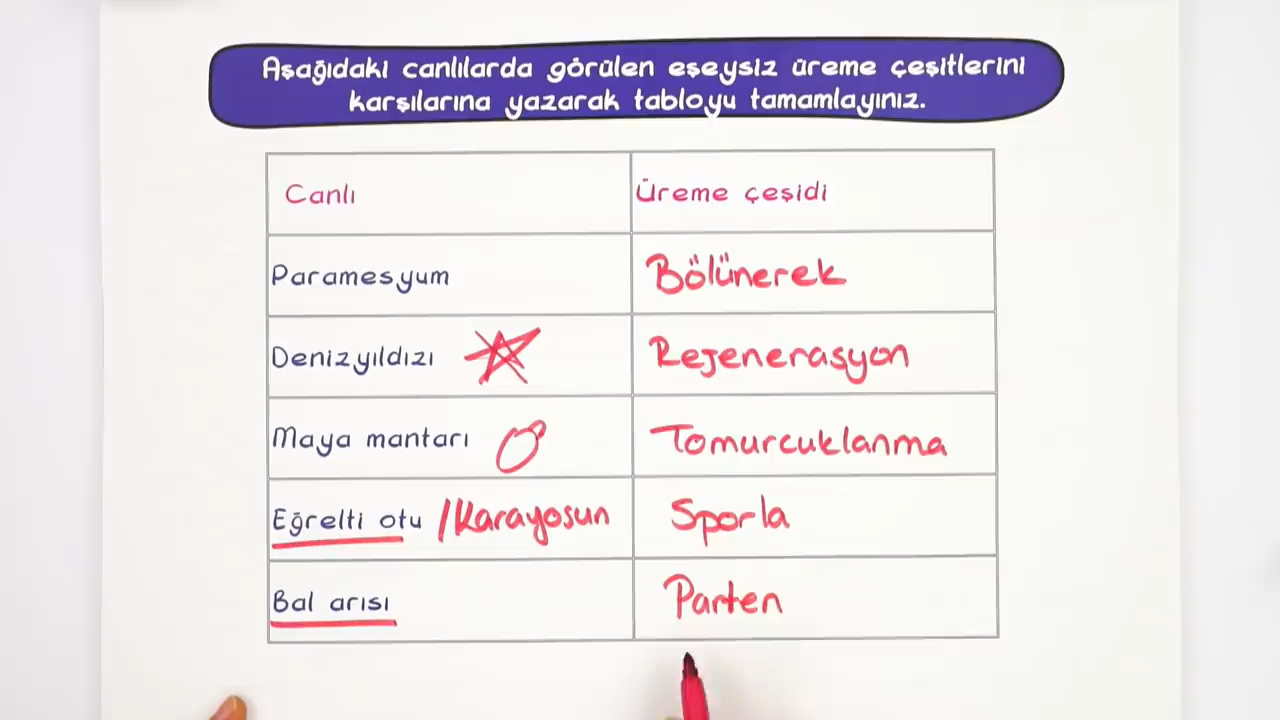 Aşağıdaki canlılarda görülen eşeysiz üreme çeşitlerini
karşılarına yazarak tabloyu tamamlayınız.
Canlı Üreme çeşidi
Paramesyum Bölünerek
Denizyıldızı Rejenerasyon
Maya mantarı Tomurcuklanma
Eğrelti otu /Karayosun Sporla
Bal arısı Parten